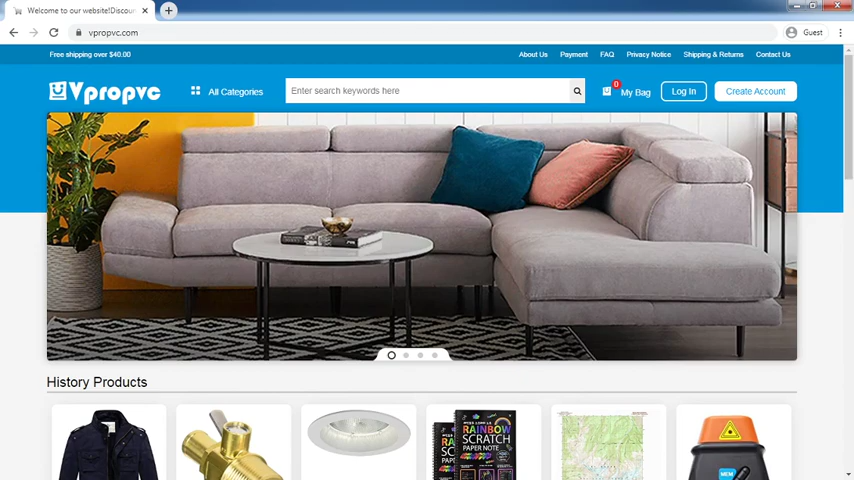 Welcome to our website!Discoun
vpropvc.com
Guest
Free shipping over $40.00
About Us
Payment
FAQ
Privacy Notice
Shipping & Returns
Contact Us
Vpropvc
All Categories
Enter search keywords here
0
My Bag
Log In
Create Account
History Products
RAINBOW
SCRATCH
PAPER NOTE